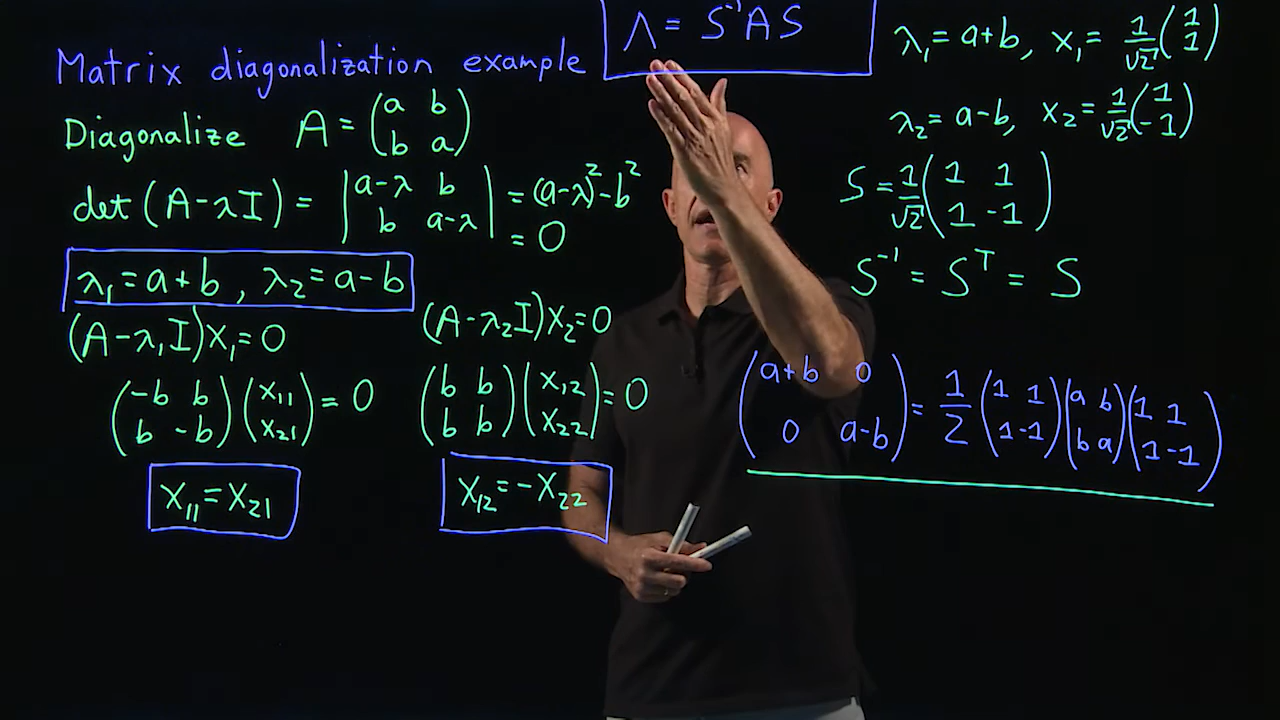 Matrix diagonalization example
Λ = S⁻¹AS
Diagonalize A = (a b; b a)
det(A-λI) = |a-λ b; b a-λ| = (a-λ)²-b²
= 0
λ₁ = a+b, λ₂ = a-b
(A-λ₁I)x₁ = 0
(-b b; b -b)(x₁₁; x₂₁) = 0
x₁₁ = x₂₁
(A-λ₂I)x₂ = 0
(b b; b b)(x₁₂; x₂₂) = 0
x₁₂ = -x₂₂
λ₁ = a+b, x₁ = 1/√2 (1; 1)
λ₂ = a-b, x₂ = 1/√2 (1; -1)
S = 1/√2 (1 1; 1 -1)
S⁻¹ = Sᵀ = S
(a+b 0; 0 a-b) = 1/2 (1 1; 1 -1)(a b; b a)(1 1; 1 -1)